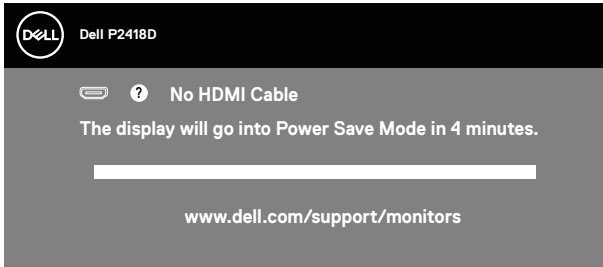 DELL
Dell P2418D
? No HDMI Cable
The display will go into Power Save Mode in 4 minutes.
www.dell.com/support/monitors